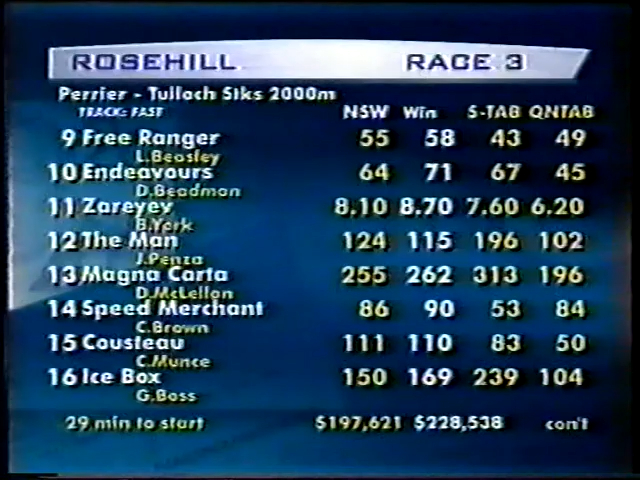 ROSEHILL RACE 3
Perrier - Tulloch Stks 2000m
TRACK: FAST NSW Win S-TAB QNTAB
9 Free Ranger 55 58 43 49
L.Beasley
10 Endeavours 64 71 67 45
D.Beadman
11 Zareyev 8.10 8.70 7.60 6.20
B.York
12 The Man 124 115 196 102
J.Penza
13 Magna Carta 255 262 313 196
D.McLellan
14 Speed Merchant 86 90 53 84
C.Brown
15 Cousteau 111 110 83 50
C.Munce
16 Ice Box 150 169 239 104
G.Boss
29 min to start $197,621 $228,538 con't